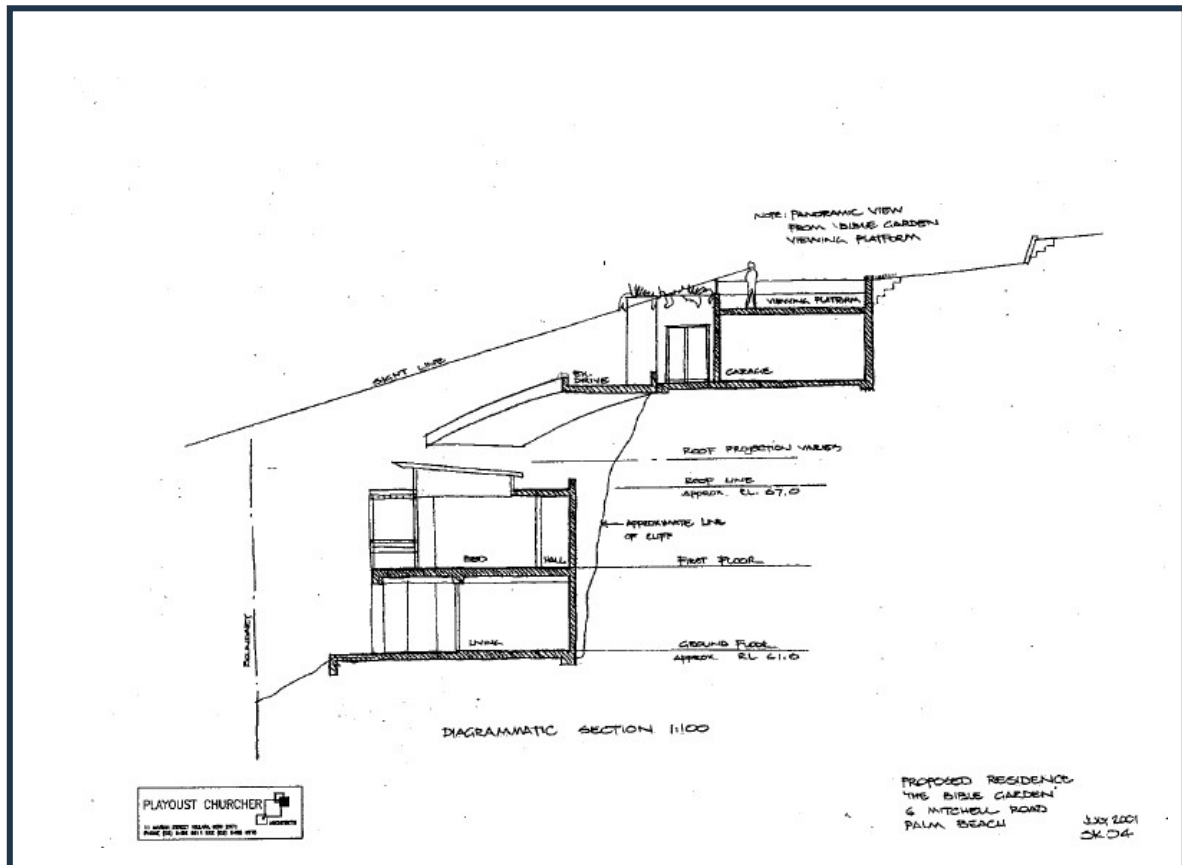 NOTE: PANORAMIC VIEW
FROM 'BIBLE GARDEN
VIEWING PLATFORM
VIEWING PLATFORM
SIGHT LINE
EX.
DRIVE
GARAGE
ROOF PROJECTION VARIES
ROOF LINE
APPROX. RL. 67.0
APPROXIMATE LINE
OF CLIFF
BED
HALL
FIRST FLOOR
BOUNDARY
LIVING
GROUND FLOOR
APPROX. RL 61.0
DIAGRAMMATIC SECTION 1:100
PLAYOUST CHURCHER
ARCHITECTS
PROPOSED RESIDENCE
'THE BIBLE GARDEN'
6 MITCHELL ROAD
PALM BEACH
JULY, 2001
SK 04